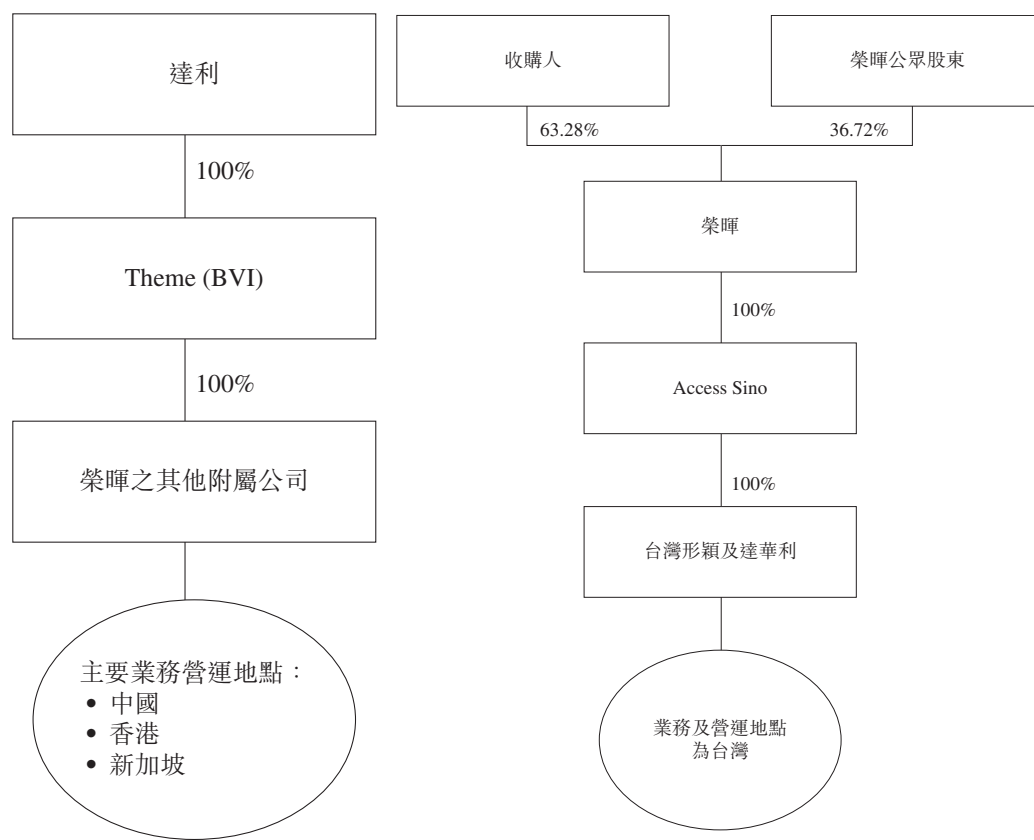 達利
100%
Theme (BVI)
100%
榮暉之其他附屬公司
主要業務營運地點：
• 中國
• 香港
• 新加坡
收購人
榮暉公眾股東
63.28%
36.72%
榮暉
100%
Access Sino
100%
台灣形穎及達華利
業務及營運地點
為台灣